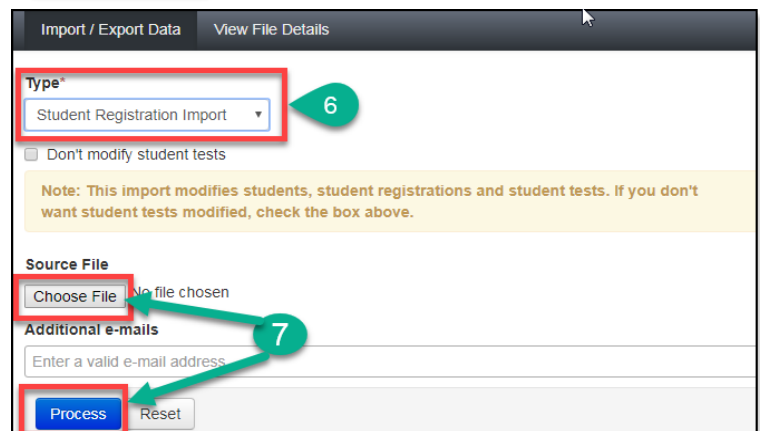 Import / Export Data View File Details
Type*
Student Registration Import
6
Don't modify student tests
Note: This import modifies students, student registrations and student tests. If you don't
want student tests modified, check the box above.
Source File
Choose File No file chosen
Additional e-mails
7
Enter a valid e-mail address
Process Reset